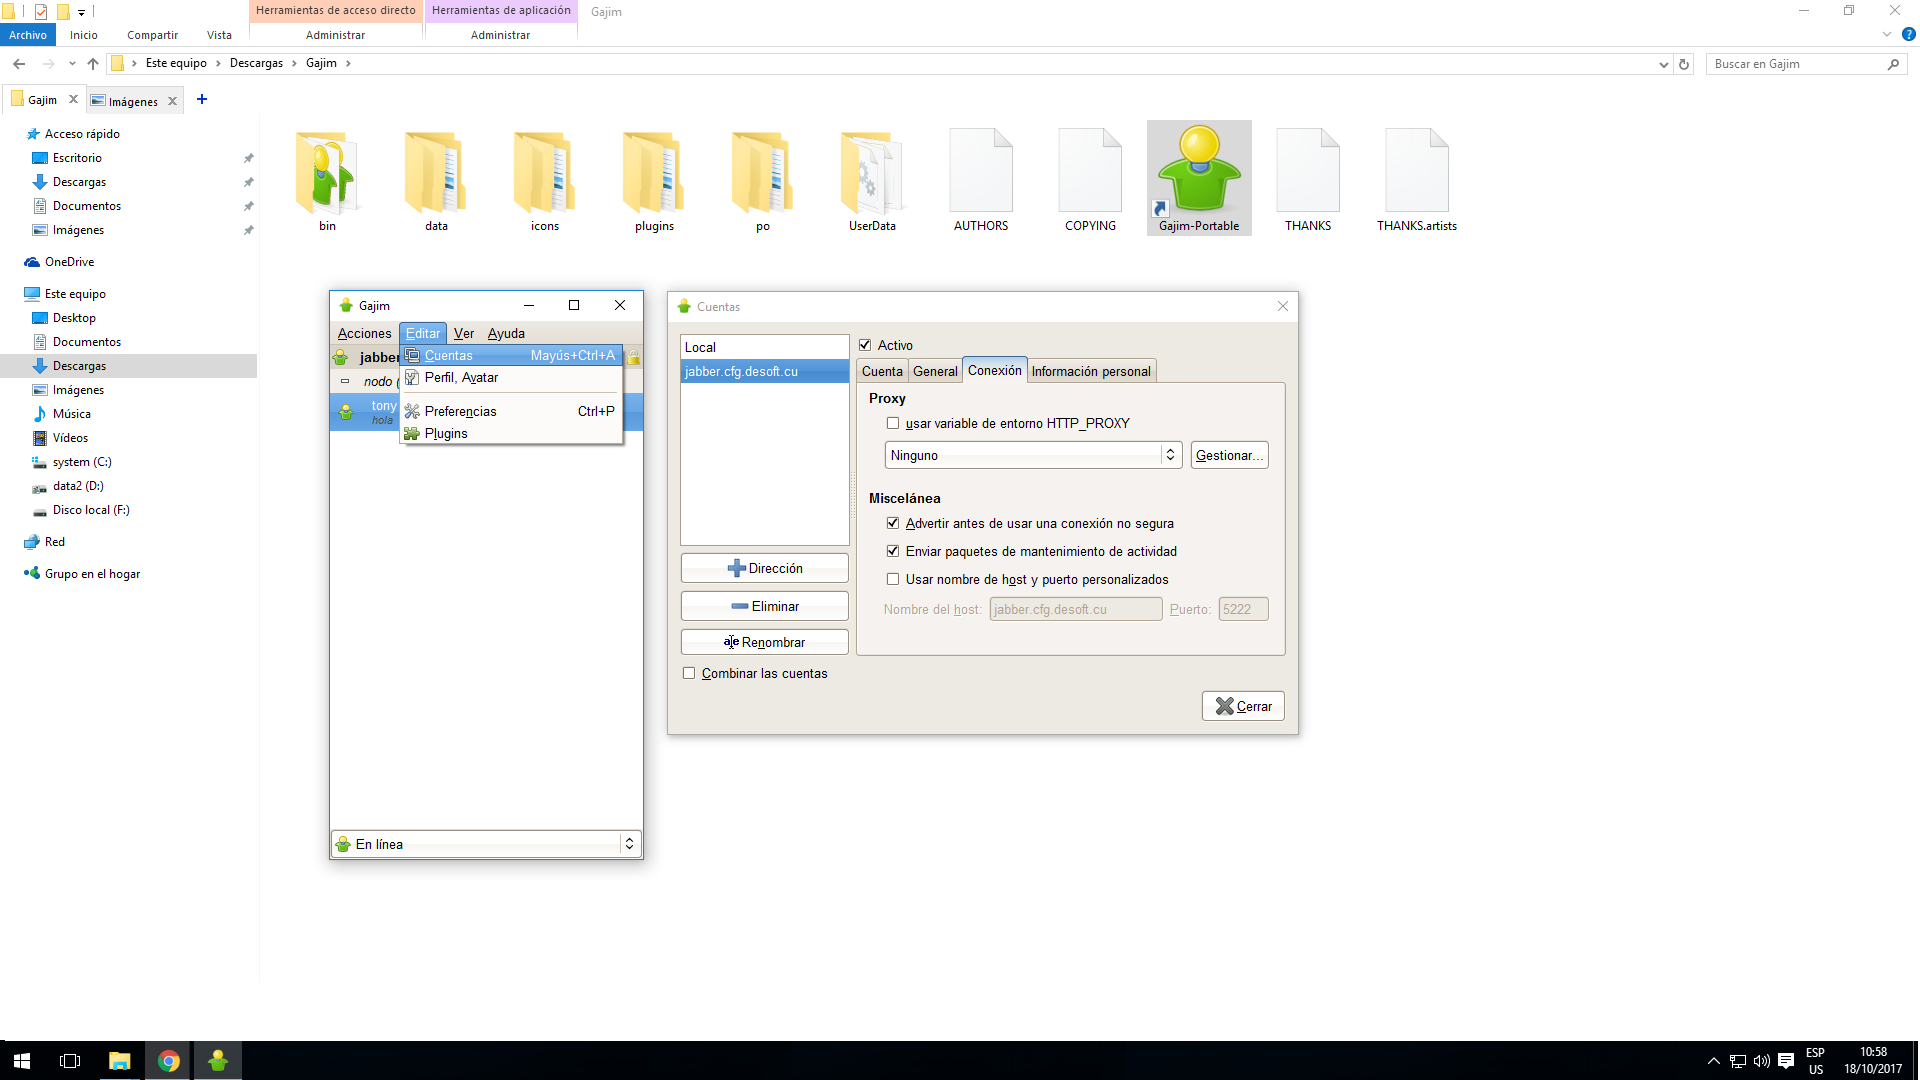 Herramientas de acceso directo Herramientas de aplicación Gajim
Archivo Inicio Compartir Vista Administrar Administrar
Este equipo Descargas Gajim
Buscar en Gajim
Gajim Imágenes
Acceso rápido
Escritorio
Descargas
Documentos
Imágenes
OneDrive
Este equipo
Desktop
Documentos
Descargas
Imágenes
Música
Vídeos
system (C:)
data2 (D:)
Disco local (F:)
Red
Grupo en el hogar
bin data icons plugins po UserData AUTHORS COPYING Gajim-Portable THANKS THANKS.artists
Gajim
Acciones Editar Ver Ayuda
jabber
nodo (
tony
hola
Cuentas Mayús+Ctrl+A
Perfil, Avatar
Preferencias Ctrl+P
Plugins
En línea
Cuentas
Local
jabber.cfg.desoft.cu
Dirección
Eliminar
Renombrar
Combinar las cuentas
Activo
Cuenta General Conexión Información personal
Proxy
usar variable de entorno HTTP_PROXY
Ninguno Gestionar...
Miscelánea
Advertir antes de usar una conexión no segura
Enviar paquetes de mantenimiento de actividad
Usar nombre de host y puerto personalizados
Nombre del host: jabber.cfg.desoft.cu Puerto: 5222
Cerrar
ESP
US
10:58
18/10/2017